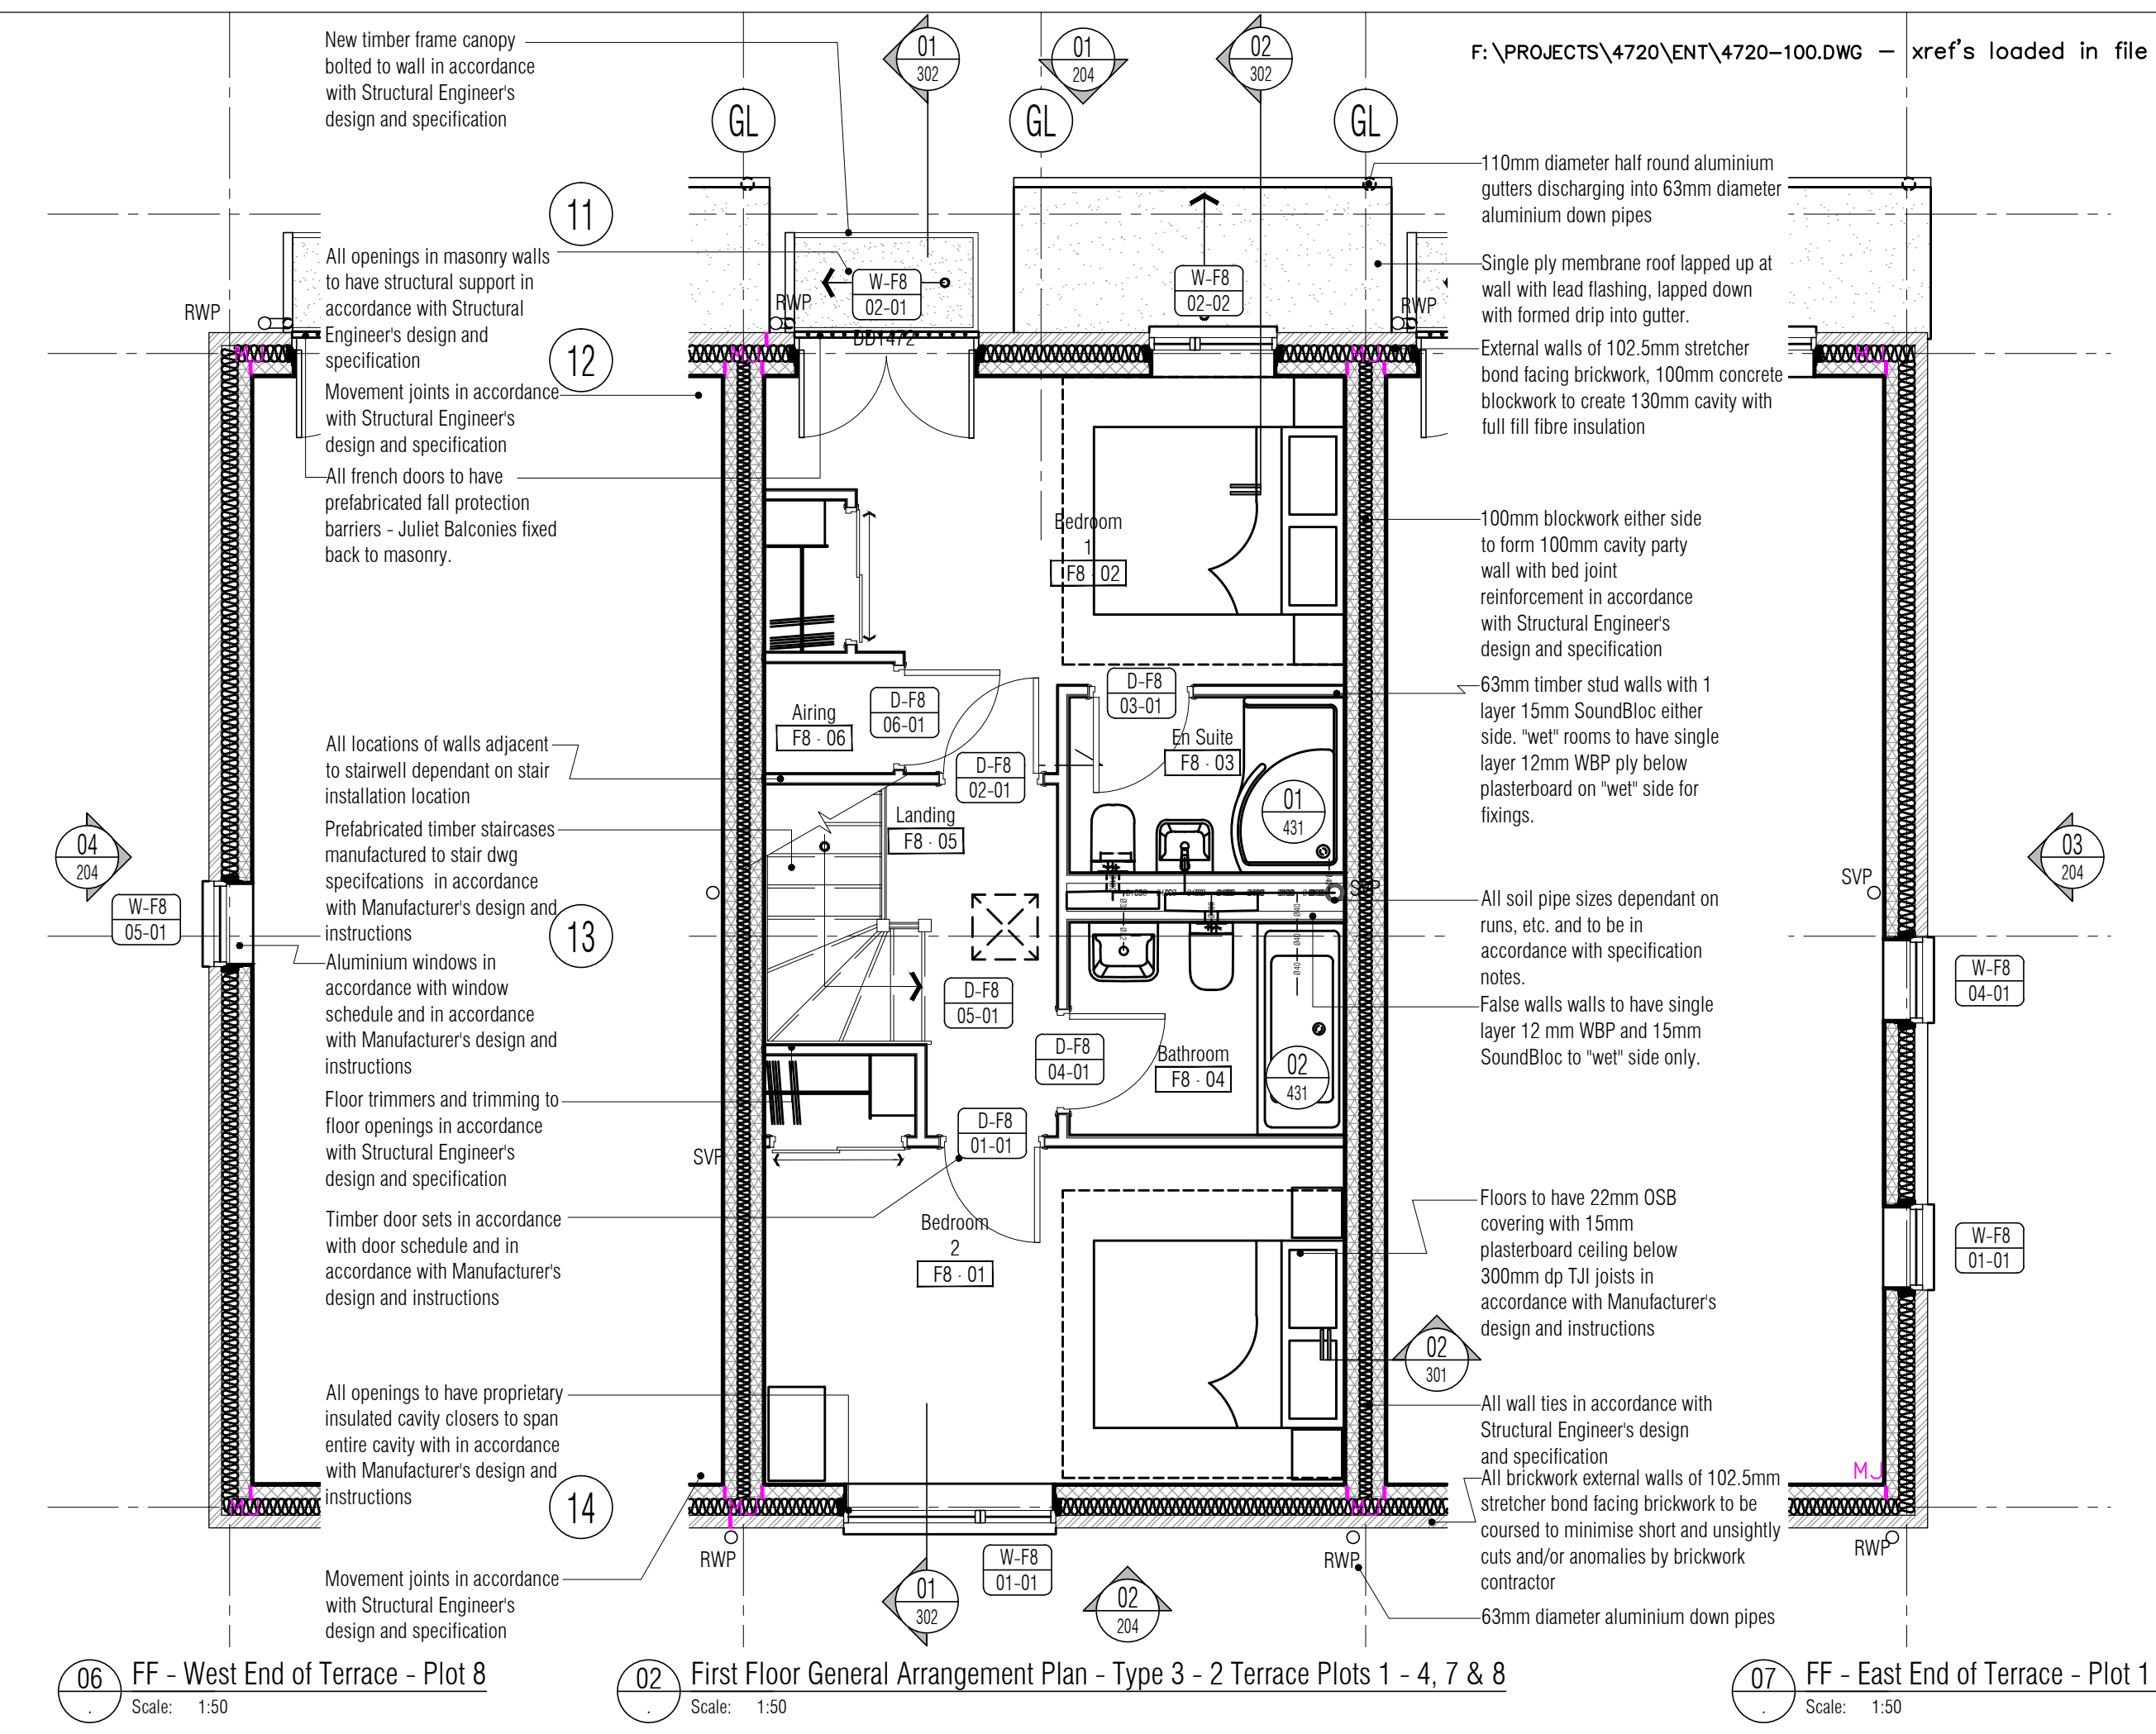 F:\PROJECTS\4720\ENT\4720-100.DWG - xref's loaded in file
New timber frame canopy
bolted to wall in accordance
with Structural Engineer's
design and specification
01
302
01
204
02
302
GL
GL
GL
11
All openings in masonry walls
to have structural support in
accordance with Structural
Engineer's design and
specification
12
Movement joints in accordance
with Structural Engineer's
design and specification
All french doors to have
prefabricated fall protection
barriers - Juliet Balconies fixed
back to masonry.
All locations of walls adjacent
to stairwell dependant on stair
installation location
Prefabricated timber staircases
manufactured to stair dwg
specifcations in accordance
with Manufacturer's design and
instructions
13
Aluminium windows in
accordance with window
schedule and in accordance
with Manufacturer's design and
instructions
Floor trimmers and trimming to
floor openings in accordance
with Structural Engineer's
design and specification
Timber door sets in accordance
with door schedule and in
accordance with Manufacturer's
design and instructions
All openings to have proprietary
insulated cavity closers to span
entire cavity with in accordance
with Manufacturer's design and
instructions
14
Movement joints in accordance
with Structural Engineer's
design and specification
RWP
MJ
04
204
W-F8
05-01
MJ
RWP
W-F8
02-01
W-F8
02-02
RWP
DD1472
MJ
MJ
MJ
Bedroom
1
F8 - 02
D-F8
03-01
D-F8
06-01
Airing
F8 - 06
En Suite
F8 - 03
D-F8
02-01
01
431
Landing
F8 - 05
SVP
D-F8
05-01
D-F8
04-01
Bathroom
F8 - 04
02
431
D-F8
01-01
SVP
Bedroom
2
F8 - 01
02
301
MJ
MJ
RWP
W-F8
01-01
RWP
01
302
02
204
110mm diameter half round aluminium
gutters discharging into 63mm diameter
aluminium down pipes
Single ply membrane roof lapped up at
wall with lead flashing, lapped down
with formed drip into gutter.
External walls of 102.5mm stretcher
bond facing brickwork, 100mm concrete
blockwork to create 130mm cavity with
full fill fibre insulation
100mm blockwork either side
to form 100mm cavity party
wall with bed joint
reinforcement in accordance
with Structural Engineer's
design and specification
63mm timber stud walls with 1
layer 15mm SoundBloc either
side. "wet" rooms to have single
layer 12mm WBP ply below
plasterboard on "wet" side for
fixings.
All soil pipe sizes dependant on
runs, etc. and to be in
accordance with specification
notes.
False walls walls to have single
layer 12 mm WBP and 15mm
SoundBloc to "wet" side only.
Floors to have 22mm OSB
covering with 15mm
plasterboard ceiling below
300mm dp TJI joists in
accordance with Manufacturer's
design and instructions
All wall ties in accordance with
Structural Engineer's design
and specification
All brickwork external walls of 102.5mm
stretcher bond facing brickwork to be
coursed to minimise short and unsightly
cuts and/or anomalies by brickwork
contractor
63mm diameter aluminium down pipes
SVP
03
204
W-F8
04-01
W-F8
01-01
MJ
RWP
06
FF - West End of Terrace - Plot 8
Scale: 1:50
02
First Floor General Arrangement Plan - Type 3 - 2 Terrace Plots 1 - 4, 7 & 8
Scale: 1:50
07
FF - East End of Terrace - Plot 1
Scale: 1:50